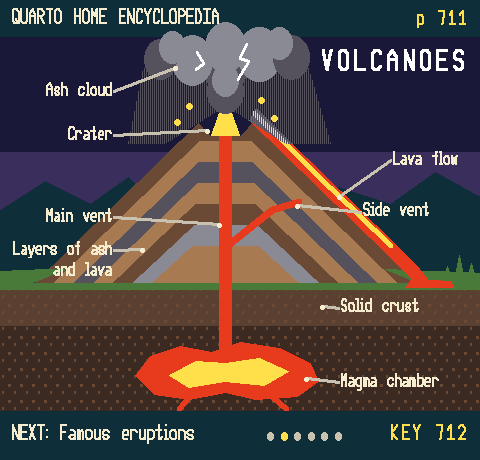 QUARTO HOME ENCYCLOPEDIA
p 711
VOLCANOES
Ash cloud
Crater
Lava flow
Main vent
Side vent
Layers of ash
and lava
Solid crust
Magma chamber
NEXT: Famous eruptions
KEY 712